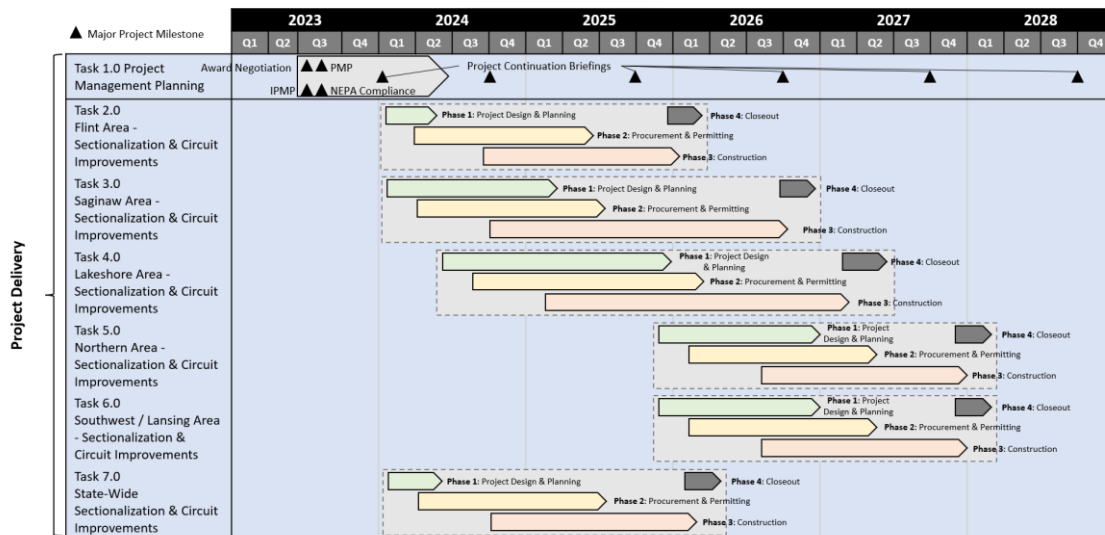 2023 2024 2025 2026 2027 2028
▲ Major Project Milestone
Q1 Q2 Q3 Q4 Q1 Q2 Q3 Q4 Q1 Q2 Q3 Q4 Q1 Q2 Q3 Q4 Q1 Q2 Q3 Q4 Q1 Q2 Q3 Q4
Project Delivery
Task 1.0 Project
Management Planning
Award Negotiation
PMP
IPMP
NEPA Compliance
Project Continuation Briefings
Task 2.0
Flint Area -
Sectionalization & Circuit
Improvements
Phase 1: Project Design & Planning
Phase 4: Closeout
Phase 2: Procurement & Permitting
Phase 3: Construction
Task 3.0
Saginaw Area -
Sectionalization & Circuit
Improvements
Phase 1: Project Design & Planning
Phase 4: Closeout
Phase 2: Procurement & Permitting
Phase 3: Construction
Task 4.0
Lakeshore Area -
Sectionalization & Circuit
Improvements
Phase 1: Project Design
& Planning
Phase 4: Closeout
Phase 2: Procurement & Permitting
Phase 3: Construction
Task 5.0
Northern Area -
Sectionalization & Circuit
Improvements
Phase 1: Project
Design & Planning
Phase 4: Closeout
Phase 2: Procurement & Permitting
Phase 3: Construction
Task 6.0
Southwest / Lansing Area
- Sectionalization &
Circuit Improvements
Phase 1: Project
Design & Planning
Phase 4: Closeout
Phase 2: Procurement & Permitting
Phase 3: Construction
Task 7.0
State-Wide
Sectionalization & Circuit
Improvements
Phase 1: Project Design & Planning
Phase 4: Closeout
Phase 2: Procurement & Permitting
Phase 3: Construction